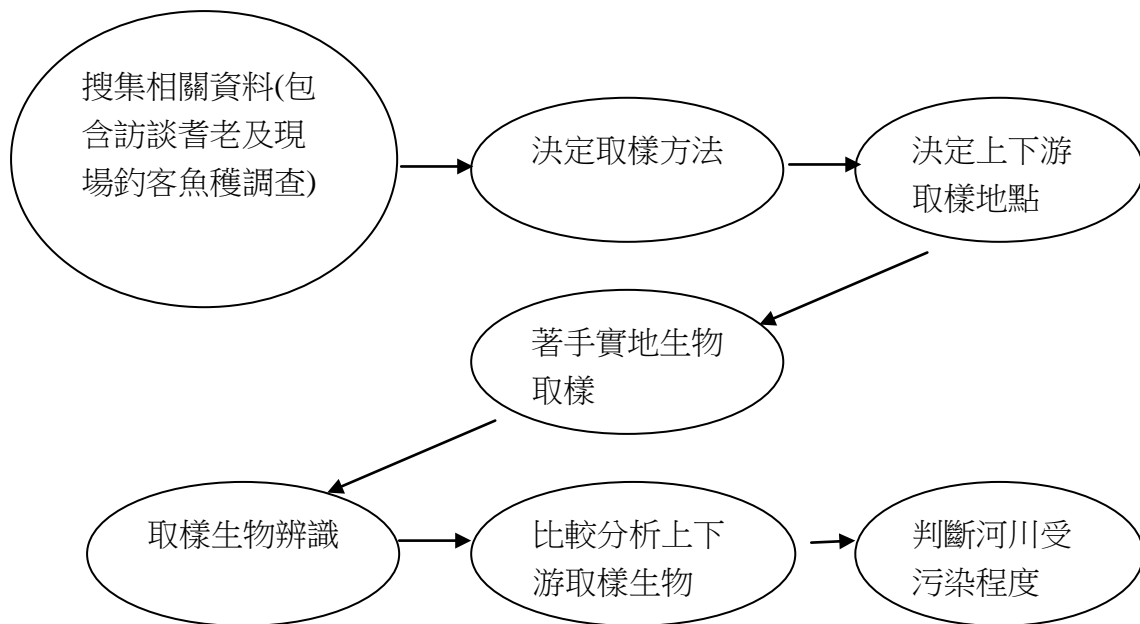 搜集相關資料(包
含訪談耆老及現
場釣客魚穫調查)
決定取樣方法
決定上下游
取樣地點
著手實地生物
取樣
取樣生物辨識
比較分析上下
游取樣生物
判斷河川受
污染程度